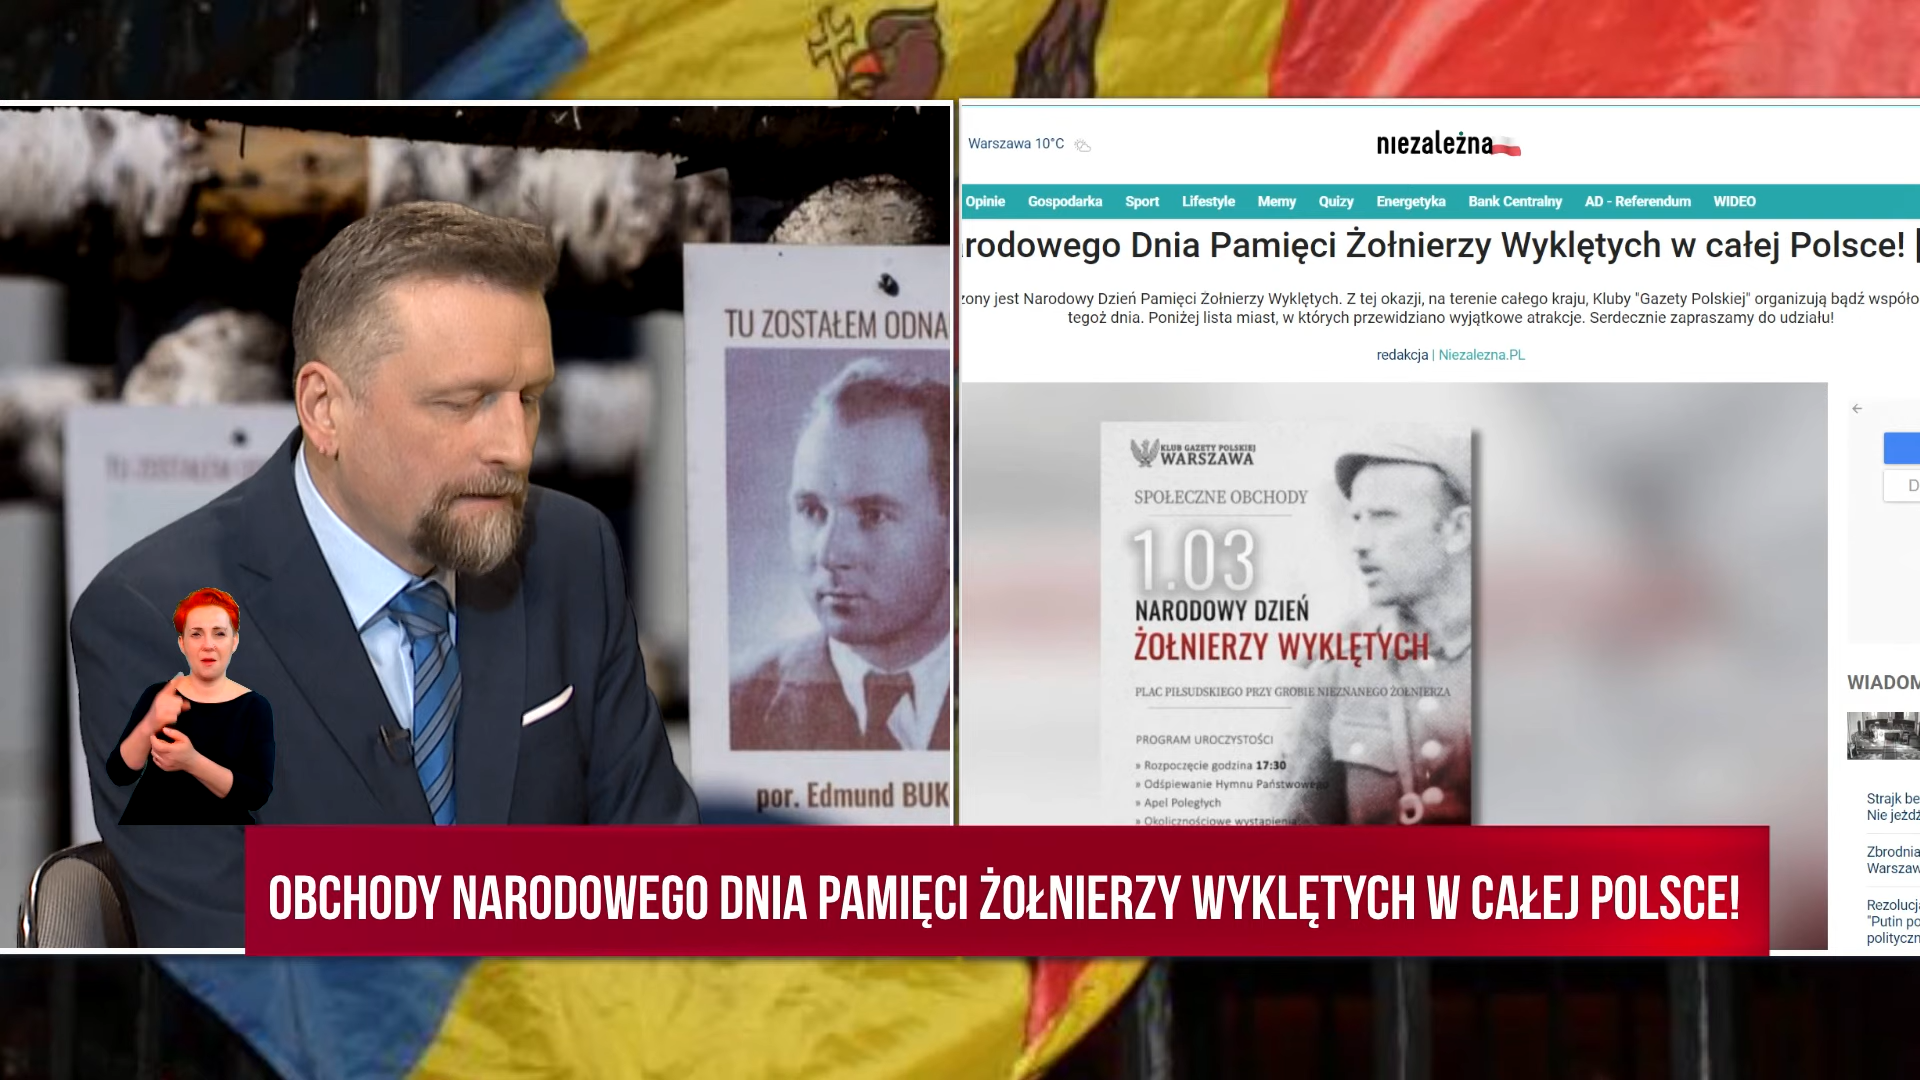 TU ZOSTAŁEM ODNA
por. Edmund BUK
Warszawa 10°C
niezależna
Opinie Gospodarka Sport Lifestyle Memy Quizy Energetyka Bank Centralny AD - Referendum WIDEO
rodowego Dnia Pamięci Żołnierzy Wyklętych w całej Polsce!
zony jest Narodowy Dzień Pamięci Żołnierzy Wyklętych. Z tej okazji, na terenie całego kraju, Kluby "Gazety Polskiej" organizują bądź współo
tegoż dnia. Poniżej lista miast, w których przewidziano wyjątkowe atrakcje. Serdecznie zapraszamy do udziału!
redakcja | Niezalezna.PL
KLUB GAZETY POLSKIEJ
WARSZAWA
SPOŁECZNE OBCHODY
1.03
NARODOWY DZIEŃ
ŻOŁNIERZY WYKLĘTYCH
PLAC PIŁSUDSKIEGO PRZY GROBIE NIEZNANEGO ŻOŁNIERZA
PROGRAM UROCZYSTOŚCI
» Rozpoczęcie godzina 17:30
» Odśpiewanie Hymnu Państwowego
» Apel Poległych
» Okolicznościowe wystąpienia
D
WIADOM
Strajk be
Nie jeźdź
Zbrodnia
Warszaw
Rezolucj
"Putin po
polityczn
OBCHODY NARODOWEGO DNIA PAMIĘCI ŻOŁNIERZY WYKLĘTYCH W CAŁEJ POLSCE!